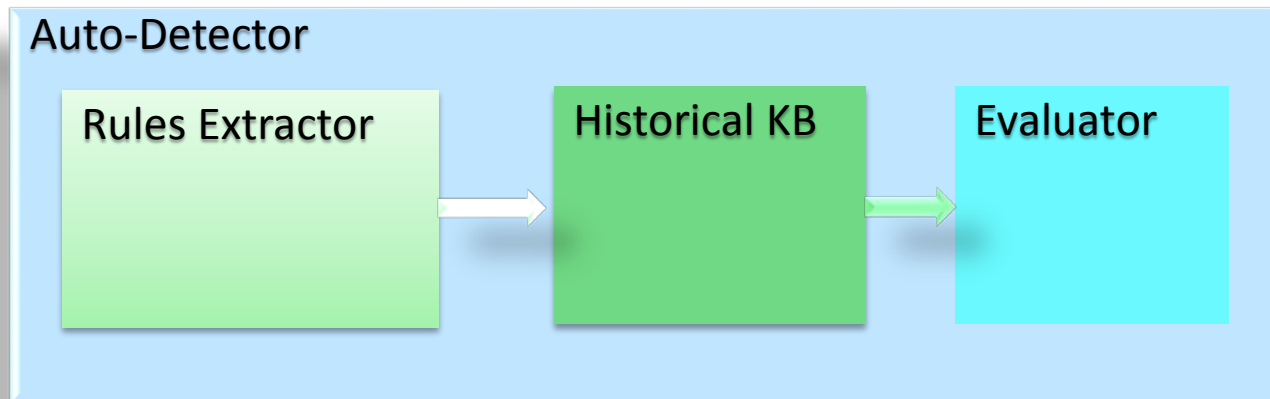 Auto-Detector
Rules Extractor
Historical KB
Evaluator